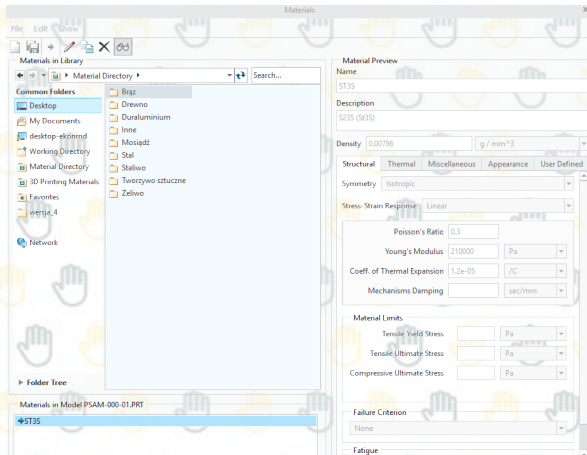 Materials
File Edit Show
Materials in Library
Material Directory
Search...
Common Folders
Desktop
My Documents
desktop-ekonrnd
Working Directory
Material Directory
3D Printing Materials
Favorites
wersja_4
Network
Brąz
Drewno
Duraluminium
Inne
Mosiądz
Stal
Staliwo
Tworzywo sztuczne
Żeliwo
Folder Tree
Materials in Model PSAM-000-01.PRT
ST3S
Material Preview
Name
ST3S
Description
S235 (St3S)
Density 0.00786 g / mm^3
Structural Thermal Miscellaneous Appearance User Defined
Symmetry Isotropic
Stress-Strain Response Linear
Poisson's Ratio 0.3
Young's Modulus 210000 Pa
Coeff. of Thermal Expansion 1.2e-05 /C
Mechanisms Damping sec/mm
Material Limits
Tensile Yield Stress Pa
Tensile Ultimate Stress Pa
Compressive Ultimate Stress Pa
Failure Criterion
None
Fatigue